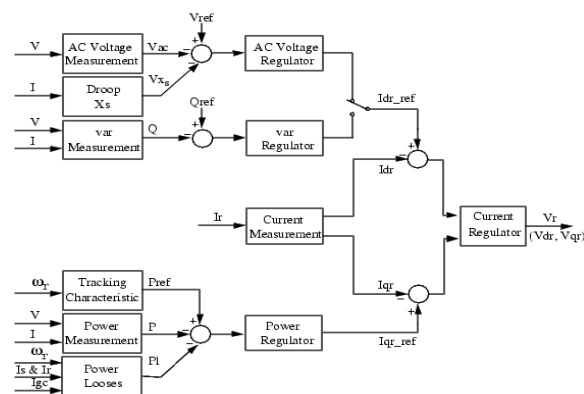 Vref
V
AC Voltage
Measurement
Vac
+
−
−
AC Voltage
Regulator
I
Droop
Xs
Vxs
Idr_ref
Qref
V
I
var
Measurement
Q
+
−
var
Regulator
+
−
Idr
Ir
Current
Measurement
Current
Regulator
Vr
(Vdr, Vqr)
Iqr
−
+
Iqr_ref
ωr
Tracking
Characteristic
Pref
V
I
Power
Measurement
P
+
−
−
Power
Regulator
ωr
Is & Ir
Igc
Power
Looses
Pl